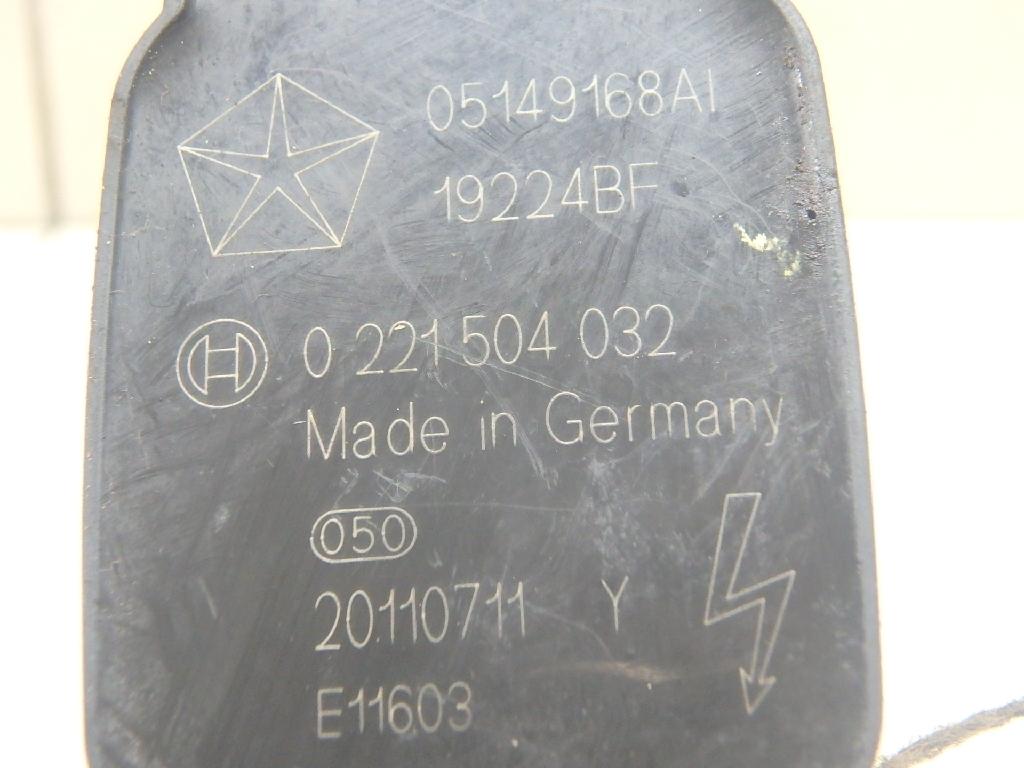 05149168AI
19224BF
0 221 504 032
Made in Germany
050
20110711 Y
E11603